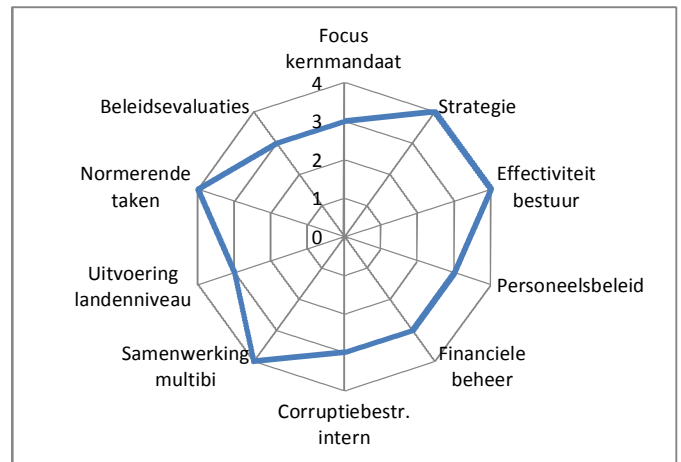 Focus
kernmandaat
Strategie
Effectiviteit
bestuur
Personeelsbeleid
Financiele
beheer
Corruptiebestr.
intern
Samenwerking
multibi
Uitvoering
landenniveau
Normerende
taken
Beleidsevaluaties
4
3
2
1
0